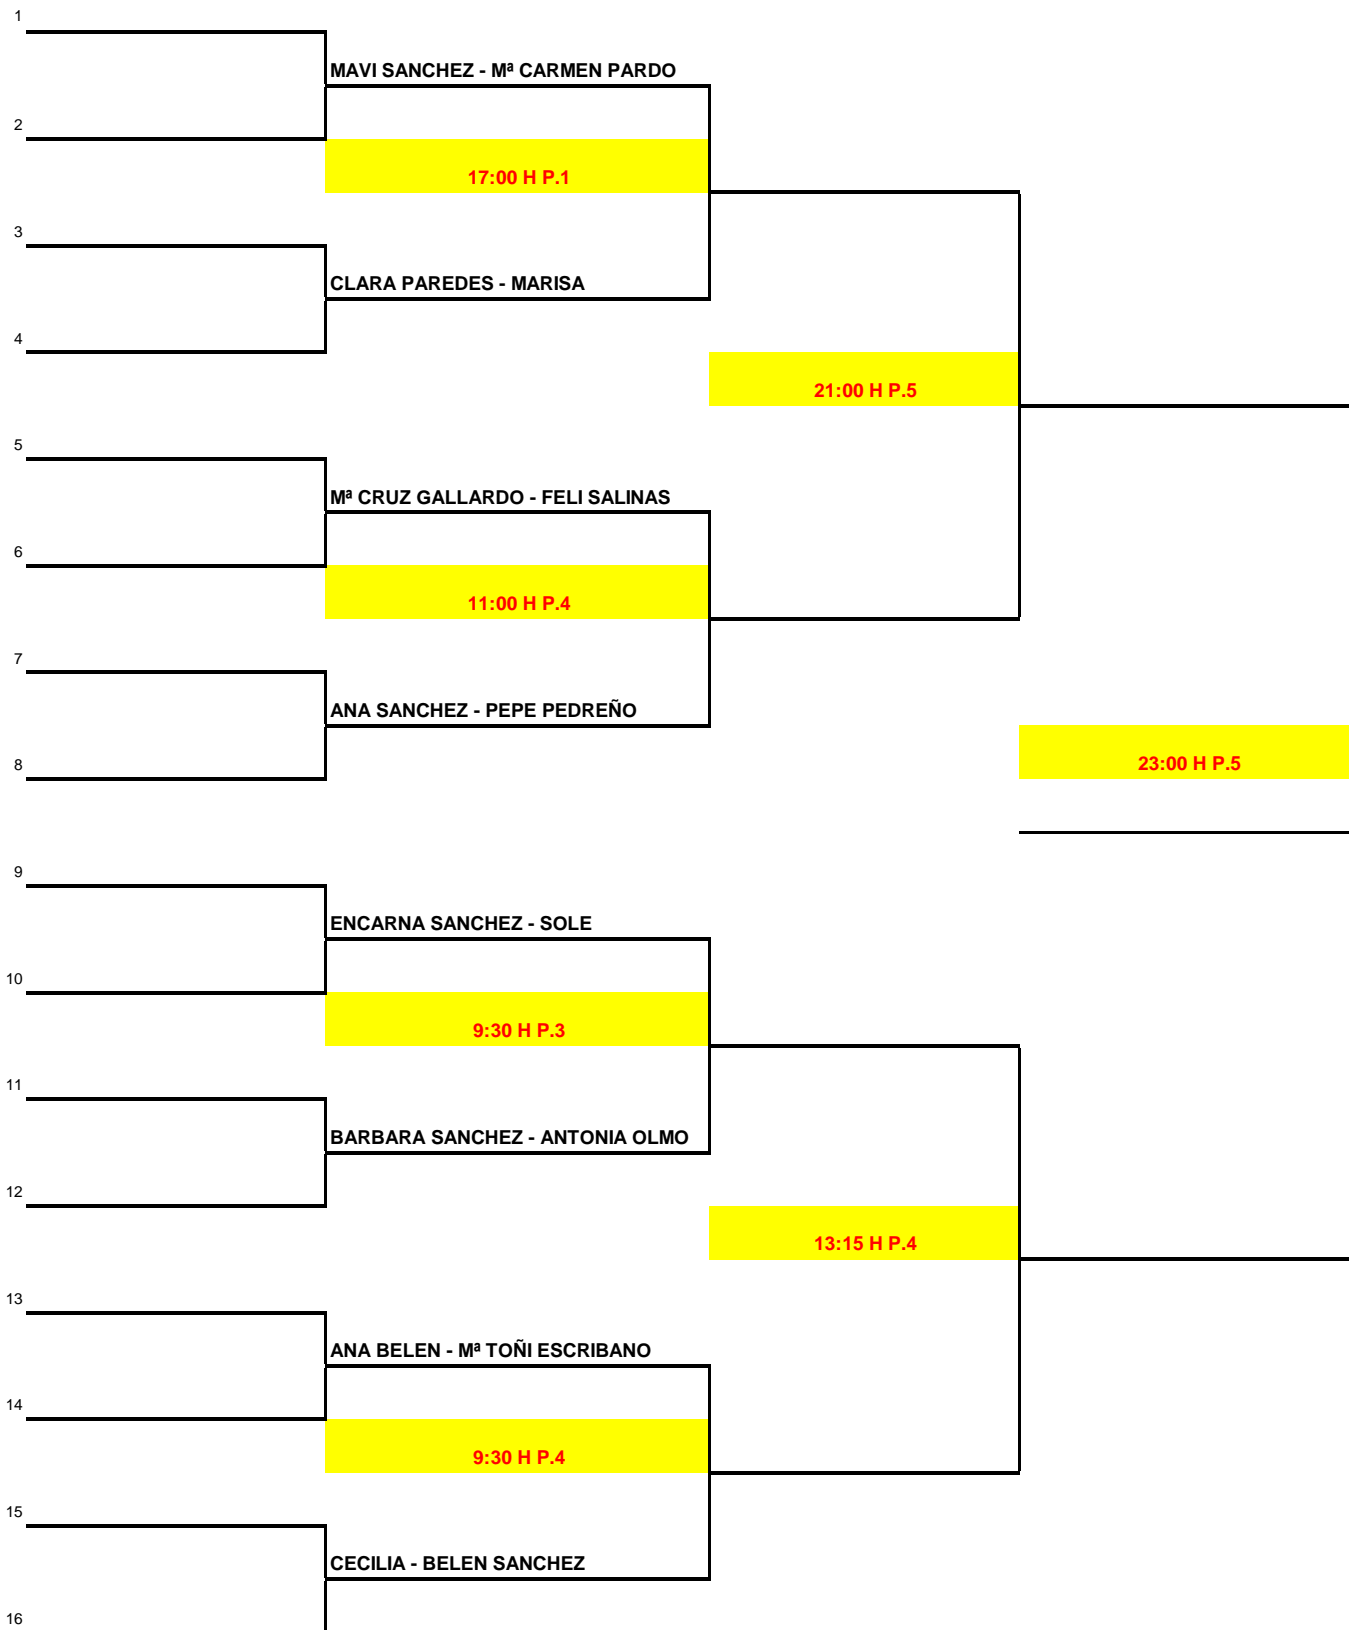 1
MAVI SANCHEZ - Mª CARMEN PARDO
2
17:00 H P.1
3
CLARA PAREDES - MARISA
4
21:00 H P.5
5
Mª CRUZ GALLARDO - FELI SALINAS
6
11:00 H P.4
7
ANA SANCHEZ - PEPE PEDREÑO
8
23:00 H P.5
9
ENCARNA SANCHEZ - SOLE
10
9:30 H P.3
11
BARBARA SANCHEZ - ANTONIA OLMO
12
13:15 H P.4
13
ANA BELEN - Mª TOÑI ESCRIBANO
14
9:30 H P.4
15
CECILIA - BELEN SANCHEZ
16